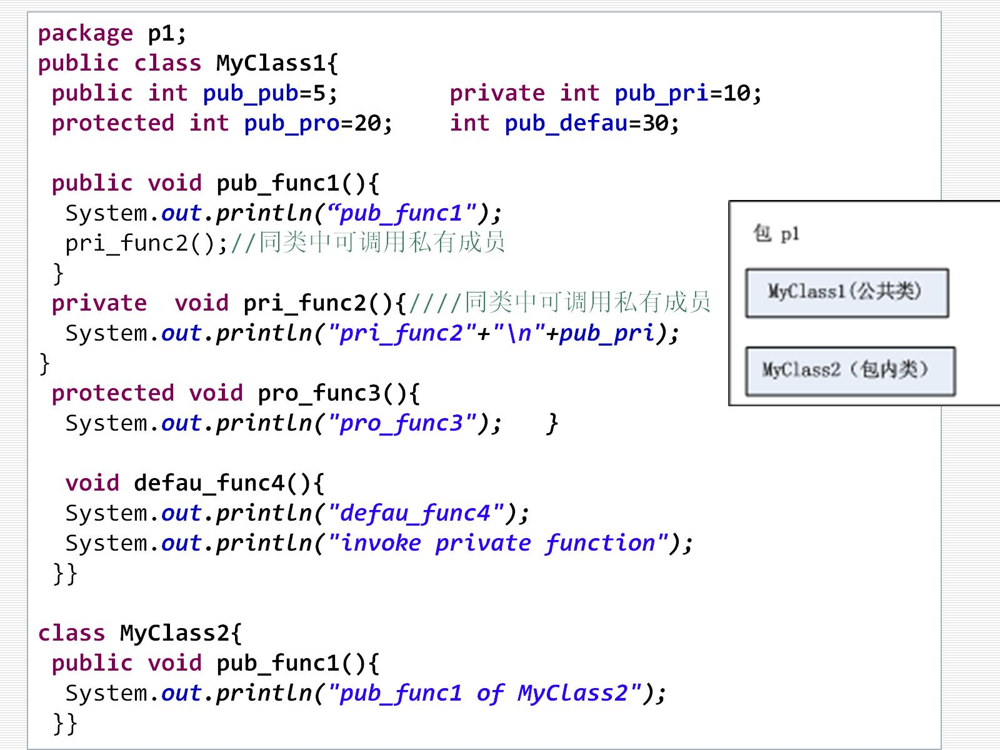 package p1;
public class MyClass1{
public int pub_pub=5; private int pub_pri=10;
protected int pub_pro=20; int pub_defau=30;
public void pub_func1(){
System.out.println(“pub_func1");
pri_func2();//同类中可调用私有成员
}
private void pri_func2(){////同类中可调用私有成员
System.out.println("pri_func2"+"\n"+pub_pri);
}
protected void pro_func3(){
System.out.println("pro_func3"); }
void defau_func4(){
System.out.println("defau_func4");
System.out.println("invoke private function");
}}
class MyClass2{
public void pub_func1(){
System.out.println("pub_func1 of MyClass2");
}}
包 p1
MyClass1(公共类)
MyClass2（包内类）